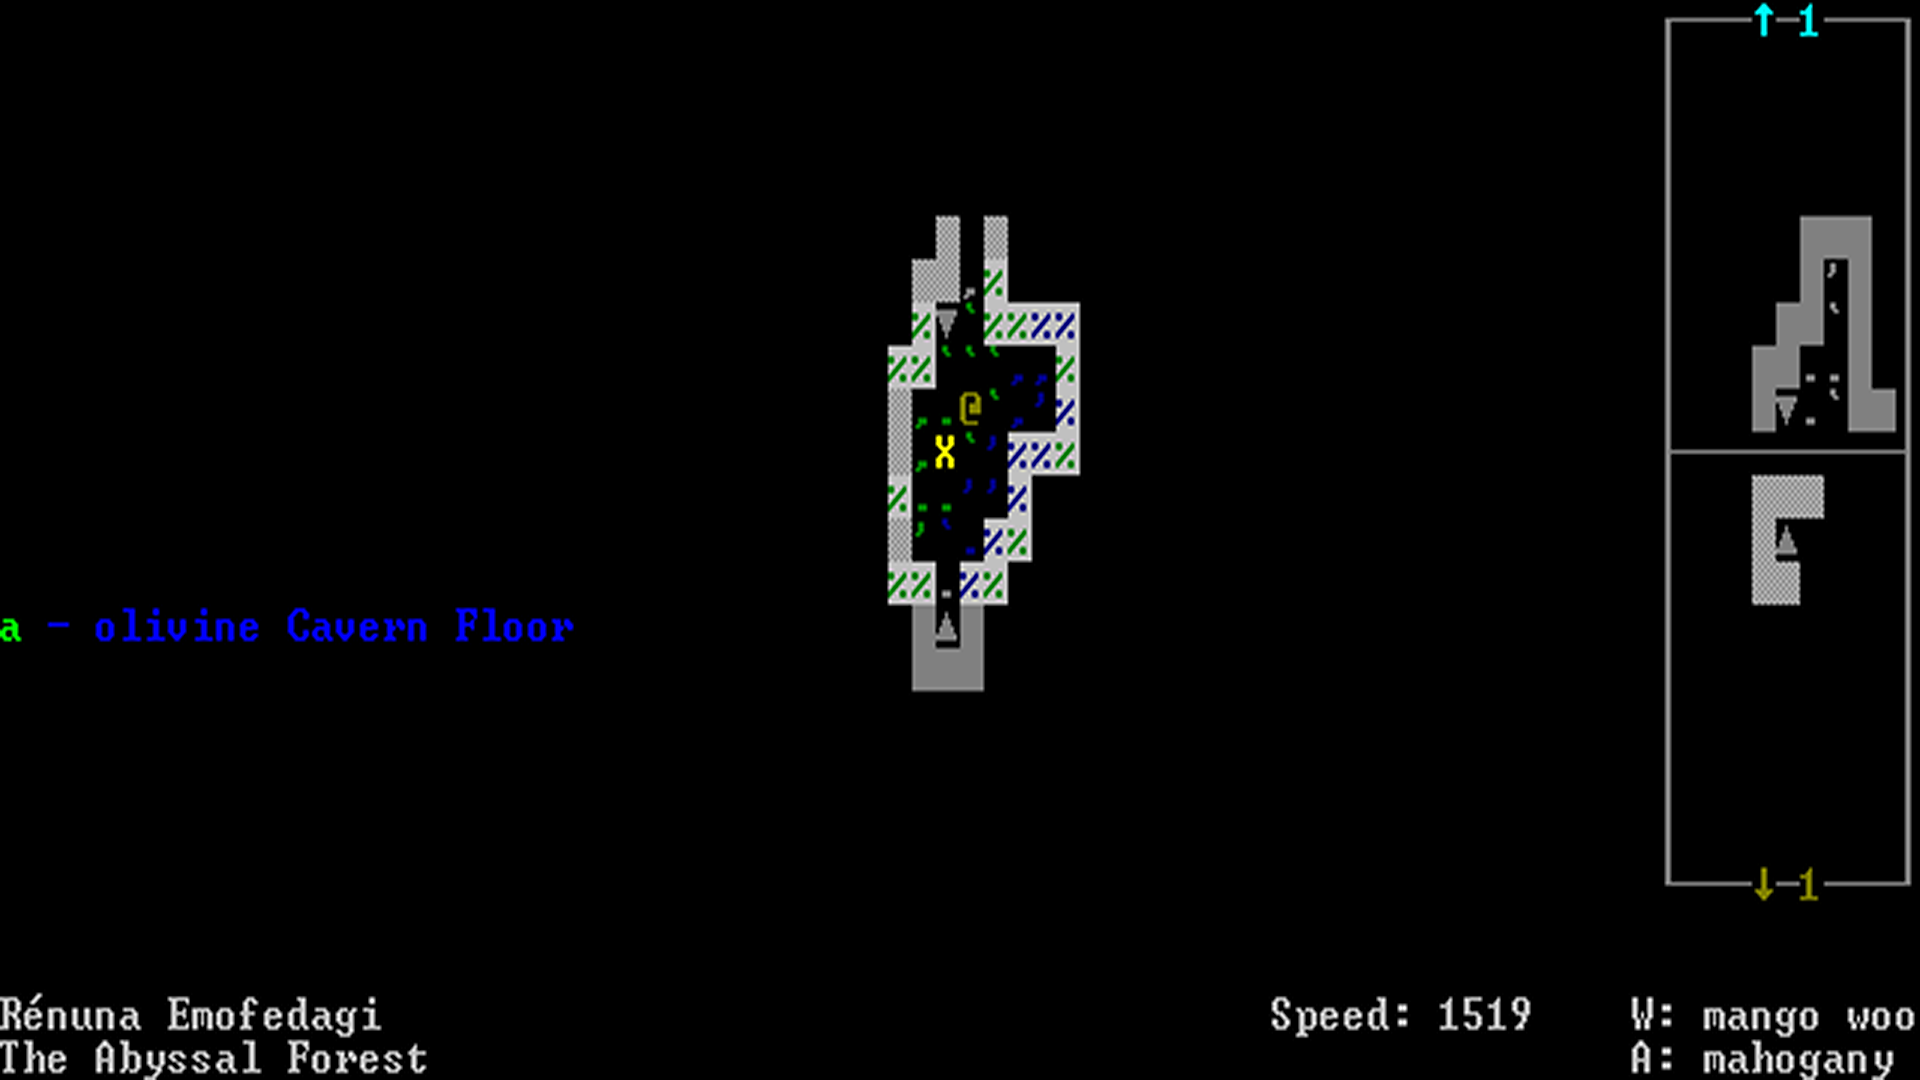 ↑ 1
a - olivine Cavern Floor
↓ 1
Rénuna Emofedagi
Speed: 1519
W: mango woo
The Abyssal Forest
A: mahogany